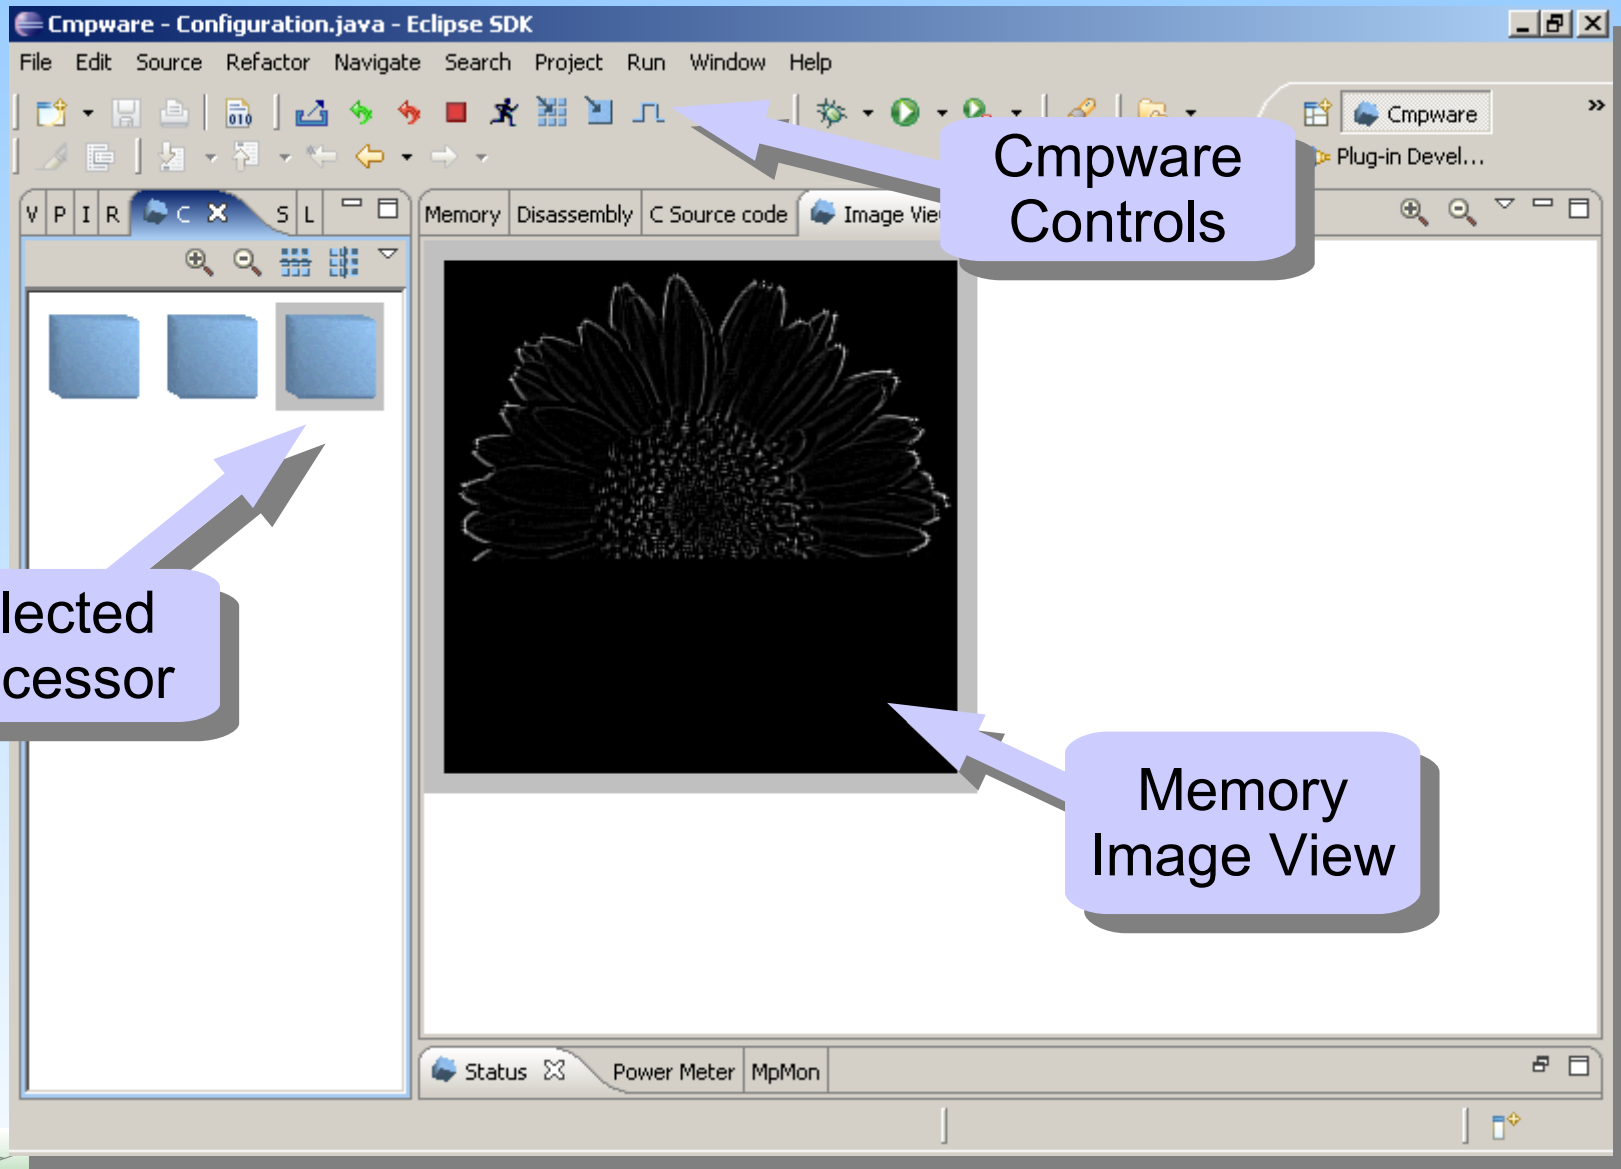 Cmpware - Configuration.java - Eclipse SDK
File Edit Source Refactor Navigate Search Project Run Window Help
010
Cmpware
Plug-in Devel...
Cmpware
Controls
V P I R C S L
Memory Disassembly C Source code Image Vie
lected
cessor
Memory
Image View
Status Power Meter MpMon